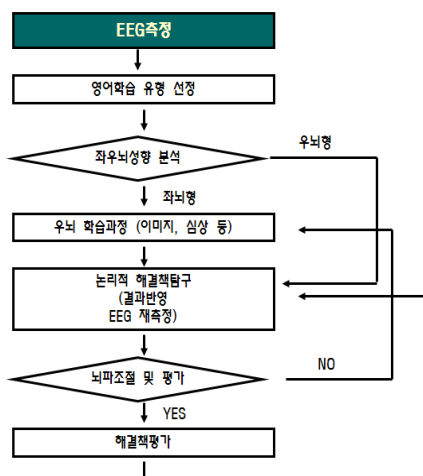 EEG측정
영어학습 유형 선정
좌우뇌성향 분석
우뇌형
좌뇌형
우뇌 학습과정 (이미지, 심상 등)
논리적 해결책탐구
(결과반영
EEG 재측정)
뇌파조절 및 평가
NO
YES
해결책평가